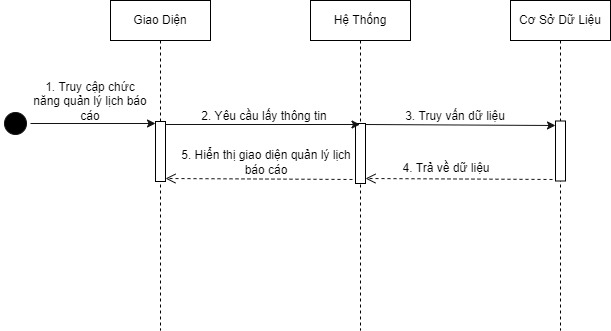 Giao Diện
Hệ Thống
Cơ Sở Dữ Liệu
1. Truy cập chức
năng quản lý lịch báo
cáo
2. Yêu cầu lấy thông tin
3. Truy vấn dữ liệu
5. Hiển thị giao diện quản lý lịch
báo cáo
4. Trả về dữ liệu